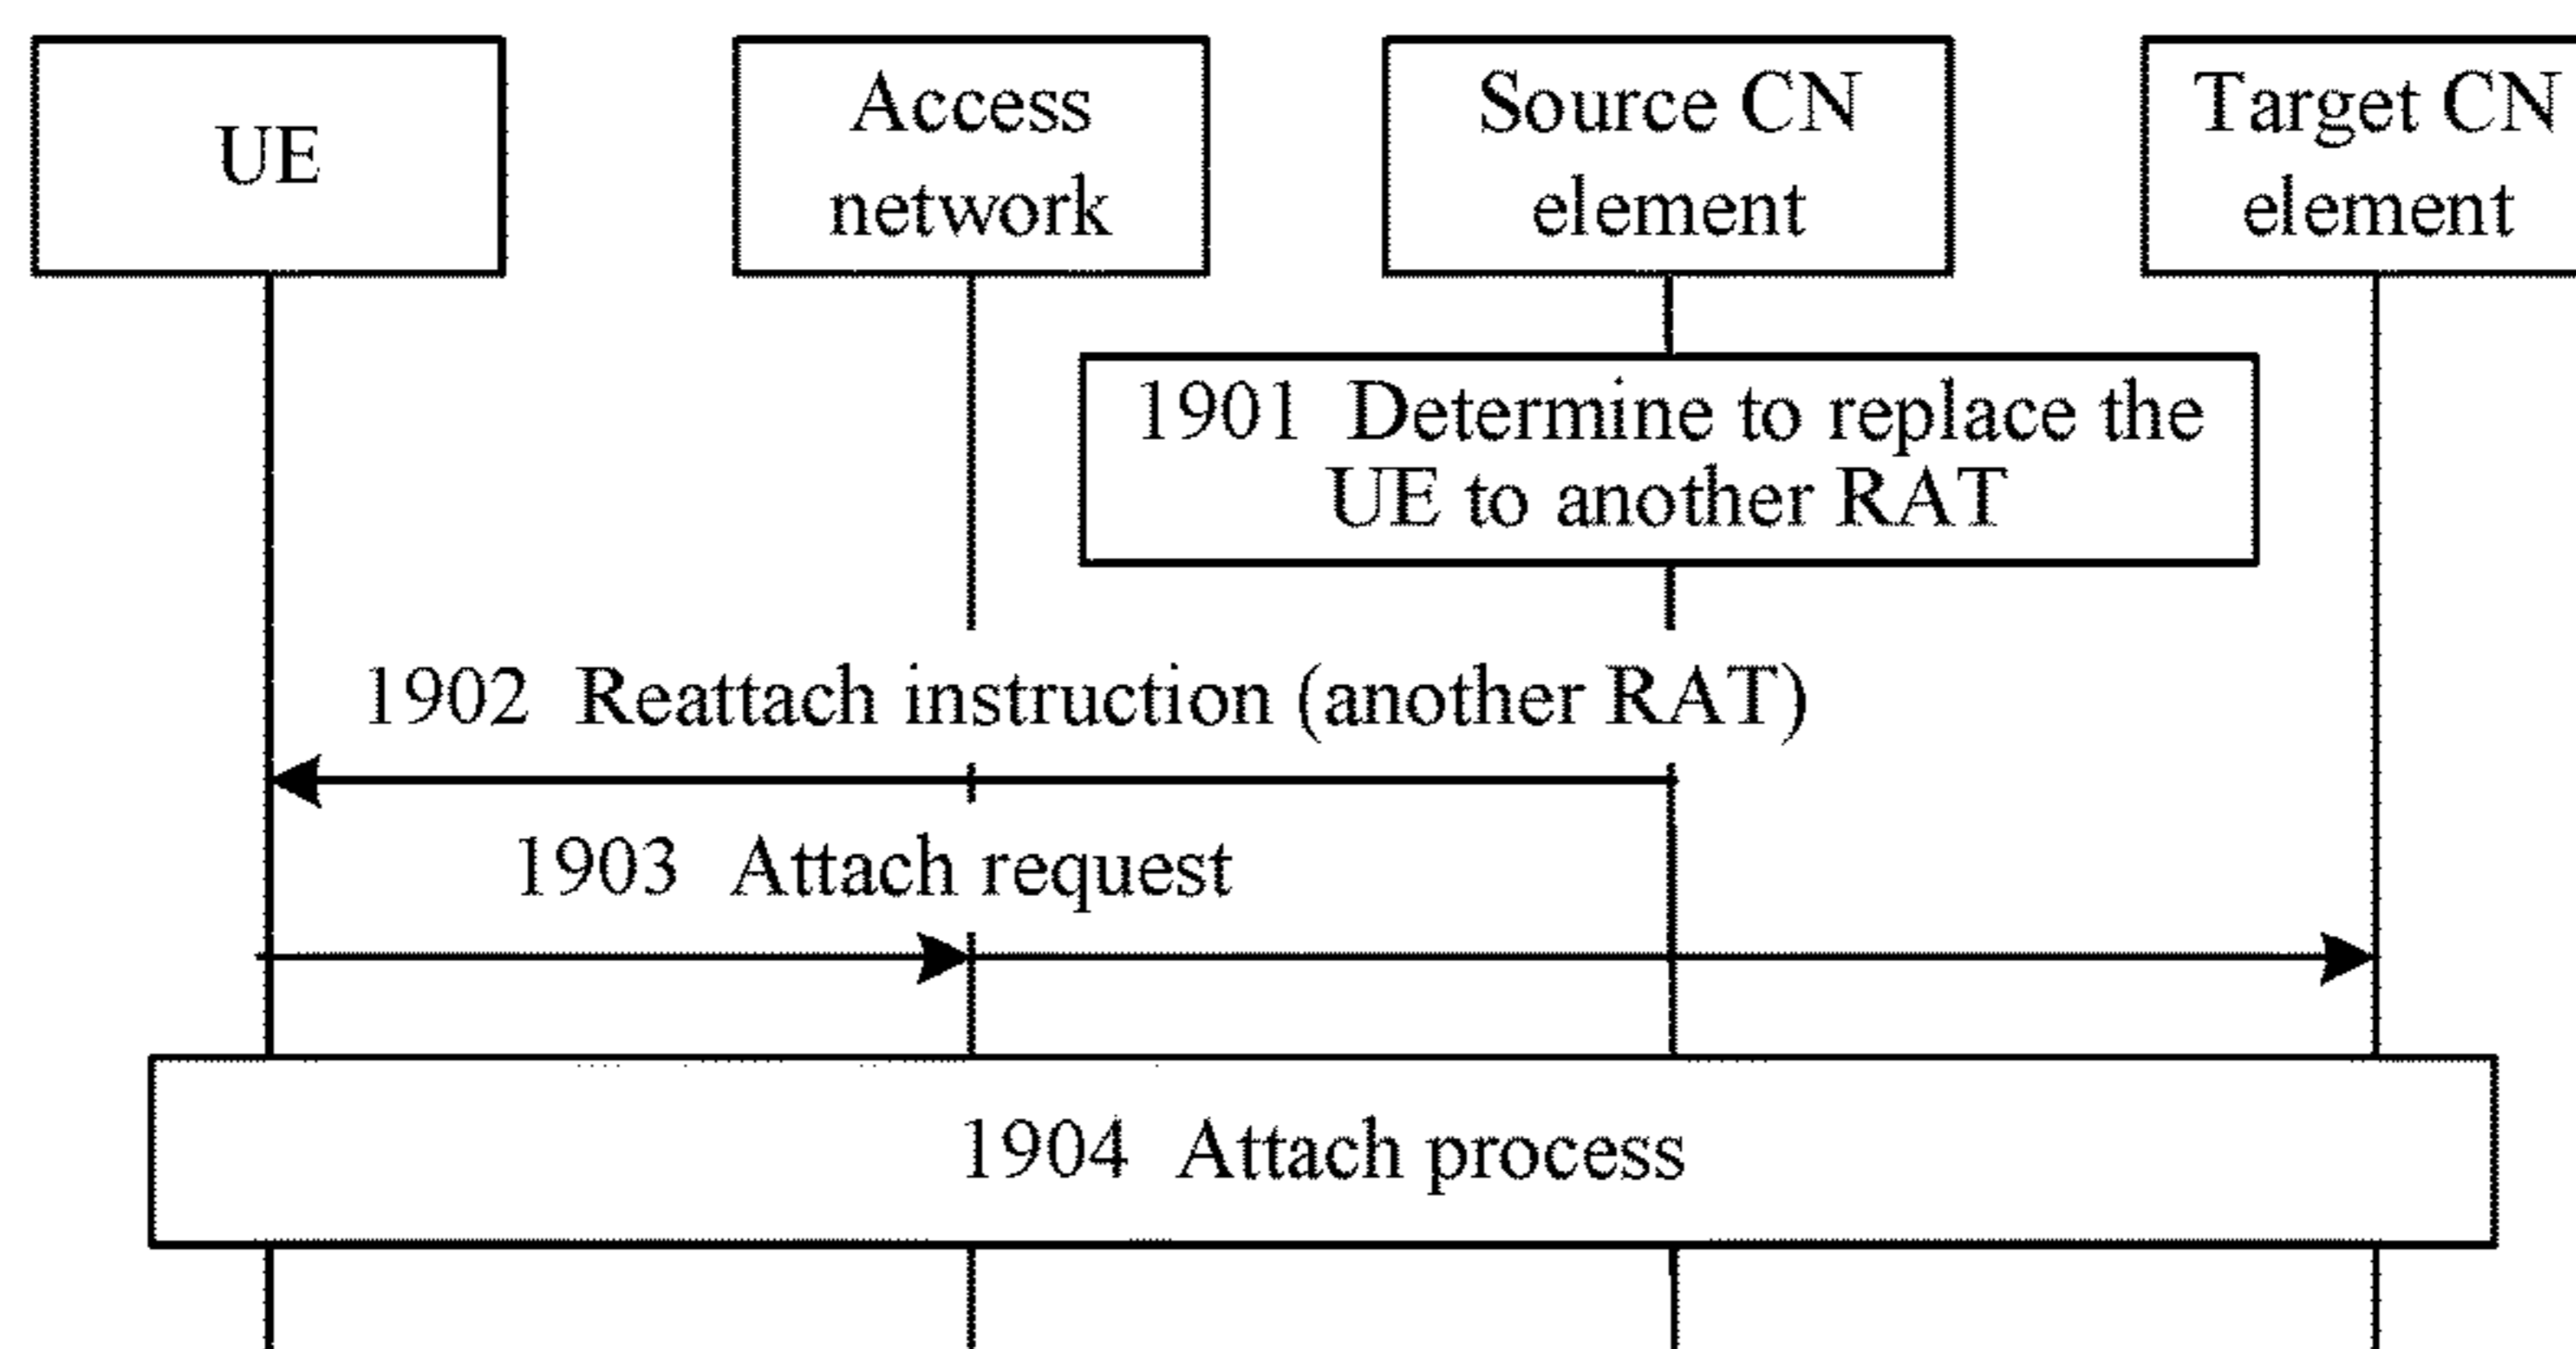 UE
Access
network
Source CN
element
Target CN
element
1901 Determine to replace the
UE to another RAT
1902 Reattach instruction (another RAT)
1903 Attach request
1904 Attach process